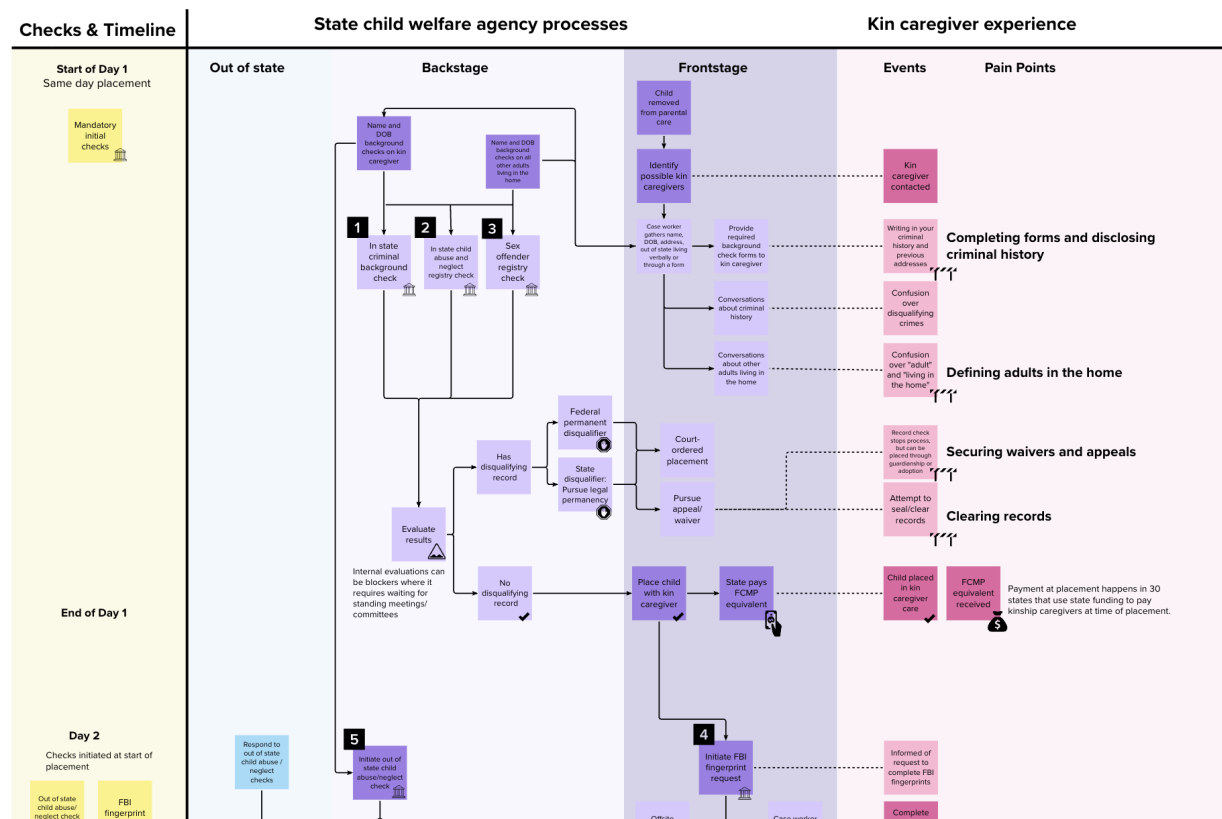 Checks & Timeline
State child welfare agency processes
Kin caregiver experience
Start of Day 1
Same day placement
Out of state
Backstage
Frontstage
Events
Pain Points
Mandatory
initial
checks
Name and
DOB
background
checks on kin
caregiver
Name and DOB
background
checks on all
other adults
living in the
home
Child
removed
from parental
care
Identify
possible kin
caregivers
Kin
caregiver
contacted
1
In state
criminal
background
check
2
In state child
abuse and
neglect
registry check
3
Sex
offender
registry
check
Case worker
gathers name,
DOB, address,
out of state living
verbally or
through a form
Provide
required
background
check forms to
kin caregiver
Writing in your
criminal
history and
previous
addresses
Completing forms and disclosing
criminal history
Conversations
about criminal
history
Confusion
over
disqualifying
crimes
Conversations
about other
adults living in
the home
Confusion
over "adult"
and "living in
the home"
Defining adults in the home
Federal
permanent
disqualifier
Has
disqualifying
record
State
disqualifier:
Pursue legal
permanency
Court-
ordered
placement
Pursue
appeal/
waiver
Record check
stops process,
but can be
placed through
guardianship or
adoption
Securing waivers and appeals
Attempt to
seal/clear
records
Clearing records
Evaluate
results
Internal evaluations can
be blockers where it
requires waiting for
standing meetings/
committees
No
disqualifying
record
Place child
with kin
caregiver
State pays
FCMP
equivalent
$
Child placed
in kin
caregiver
care
FCMP
equivalent
received
$
Payment at placement happens in 30
states that use state funding to pay
kinship caregivers at time of placement.
End of Day 1
Day 2
Checks initiated at start of
placement
Out of state
child abuse/
neglect check
FBI
fingerprint
Respond to
out of state
child abuse /
neglect
checks
5
Initiate out of
state child
abuse/neglect
check
4
Initiate FBI
fingerprint
request
Informed of
request to
complete FBI
fingerprints
Offsite
Case worker
Complete